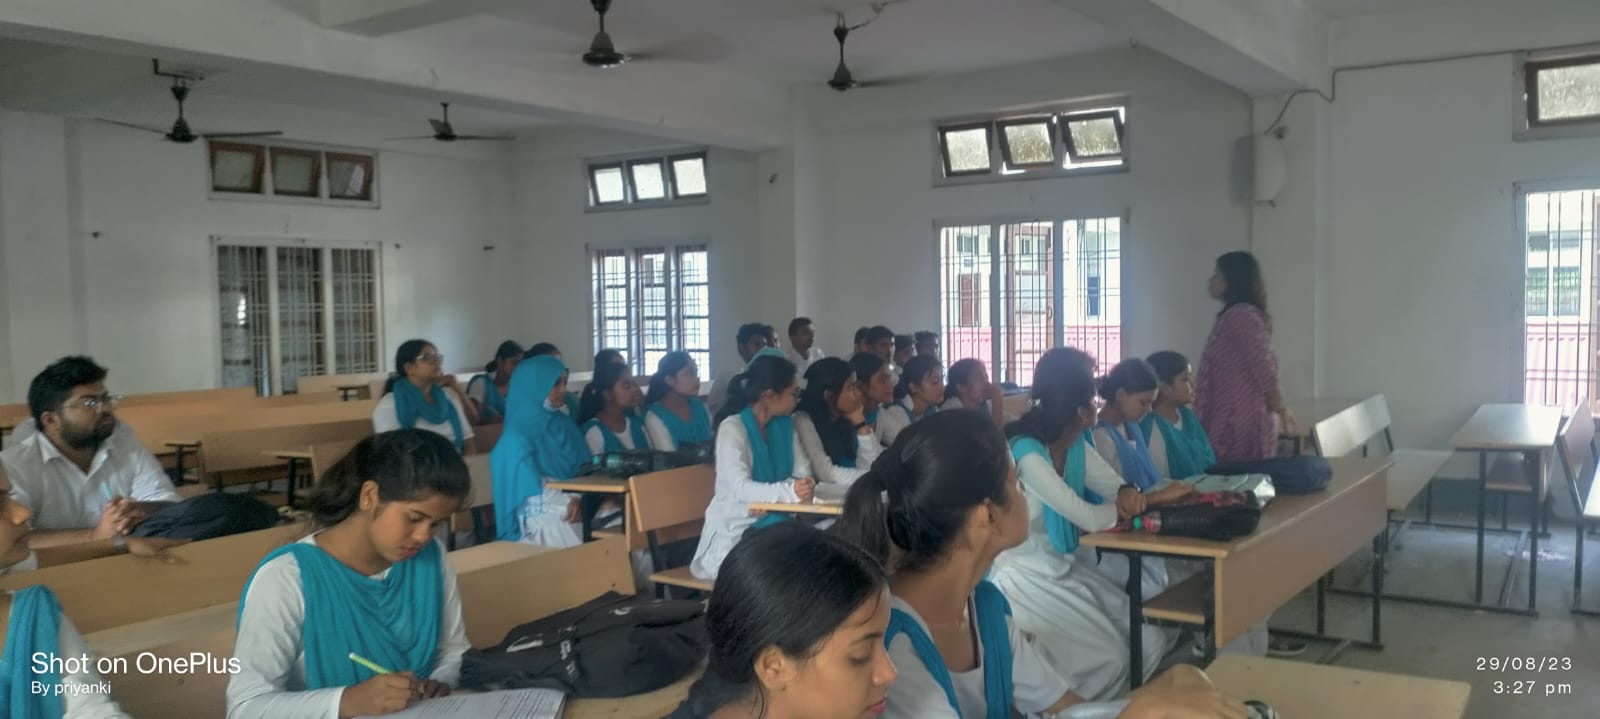 Shot on OnePlus
By priyanki
29/08/23
3:27 pm